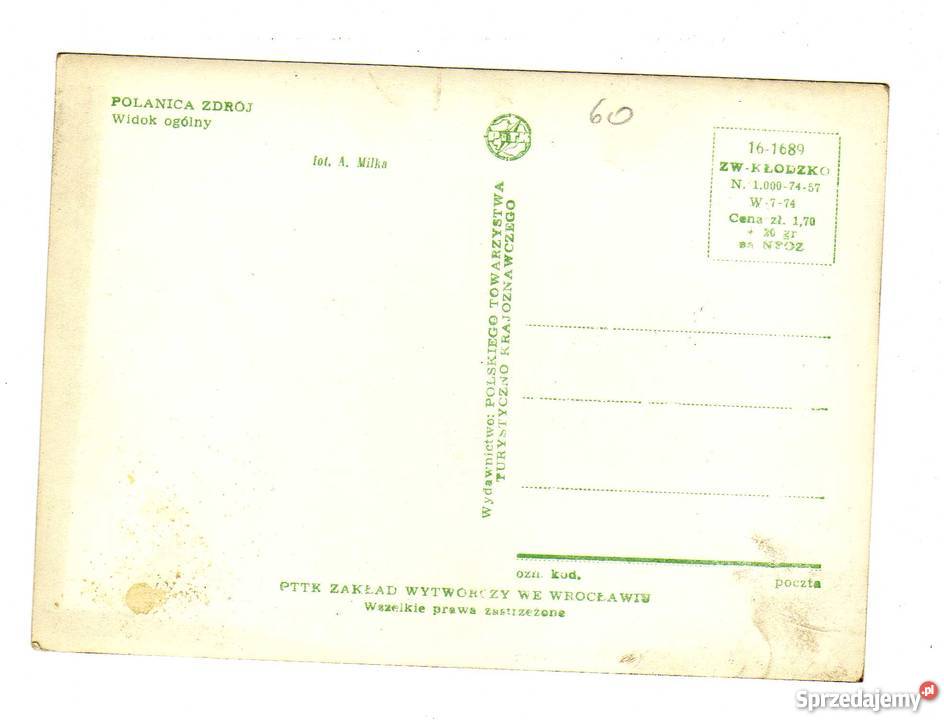 POLANICA ZDRÓJ
Widok ogólny
fot. A. Milka
60
16-1689
ZW-KŁODZKO
N. 1.000-74-57
W-7-74
Cena zł. 1,70
+ 20 gr
na NFOZ
Wydawnictwo: POLSKIEGO TOWARZYSTWA
TURYSTYCZNO KRAJOZNAWCZEGO
ozn. kod.
poczta
PTTK ZAKŁAD WYTWÓRCZY WE WROCŁAWIU
Wszelkie prawa zastrzeżone
Sprzedajemy.pl